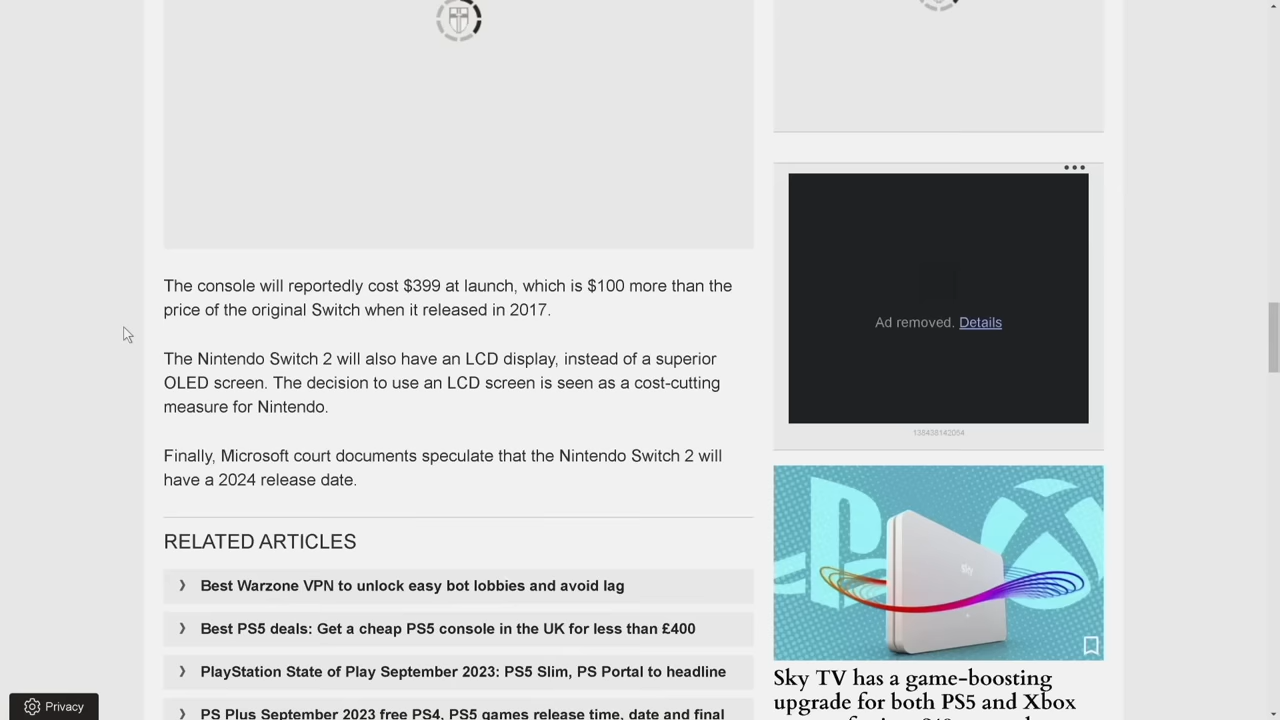 The console will reportedly cost $399 at launch, which is $100 more than the
price of the original Switch when it released in 2017.
The Nintendo Switch 2 will also have an LCD display, instead of a superior
OLED screen. The decision to use an LCD screen is seen as a cost-cutting
measure for Nintendo.
Finally, Microsoft court documents speculate that the Nintendo Switch 2 will
have a 2024 release date.
RELATED ARTICLES
Best Warzone VPN to unlock easy bot lobbies and avoid lag
Best PS5 deals: Get a cheap PS5 console in the UK for less than £400
PlayStation State of Play September 2023: PS5 Slim, PS Portal to headline
PS Plus September 2023 free PS4, PS5 games release time, date and final
Privacy
Ad removed. Details
138438142054
sky
Sky TV has a game-boosting
upgrade for both PS5 and Xbox